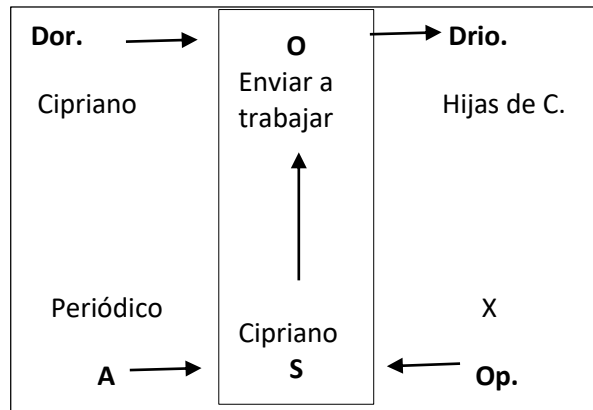 Dor.
O
Drio.
Cipriano
Enviar a
trabajar
Hijas de C.
Periódico
Cipriano
X
A
S
Op.